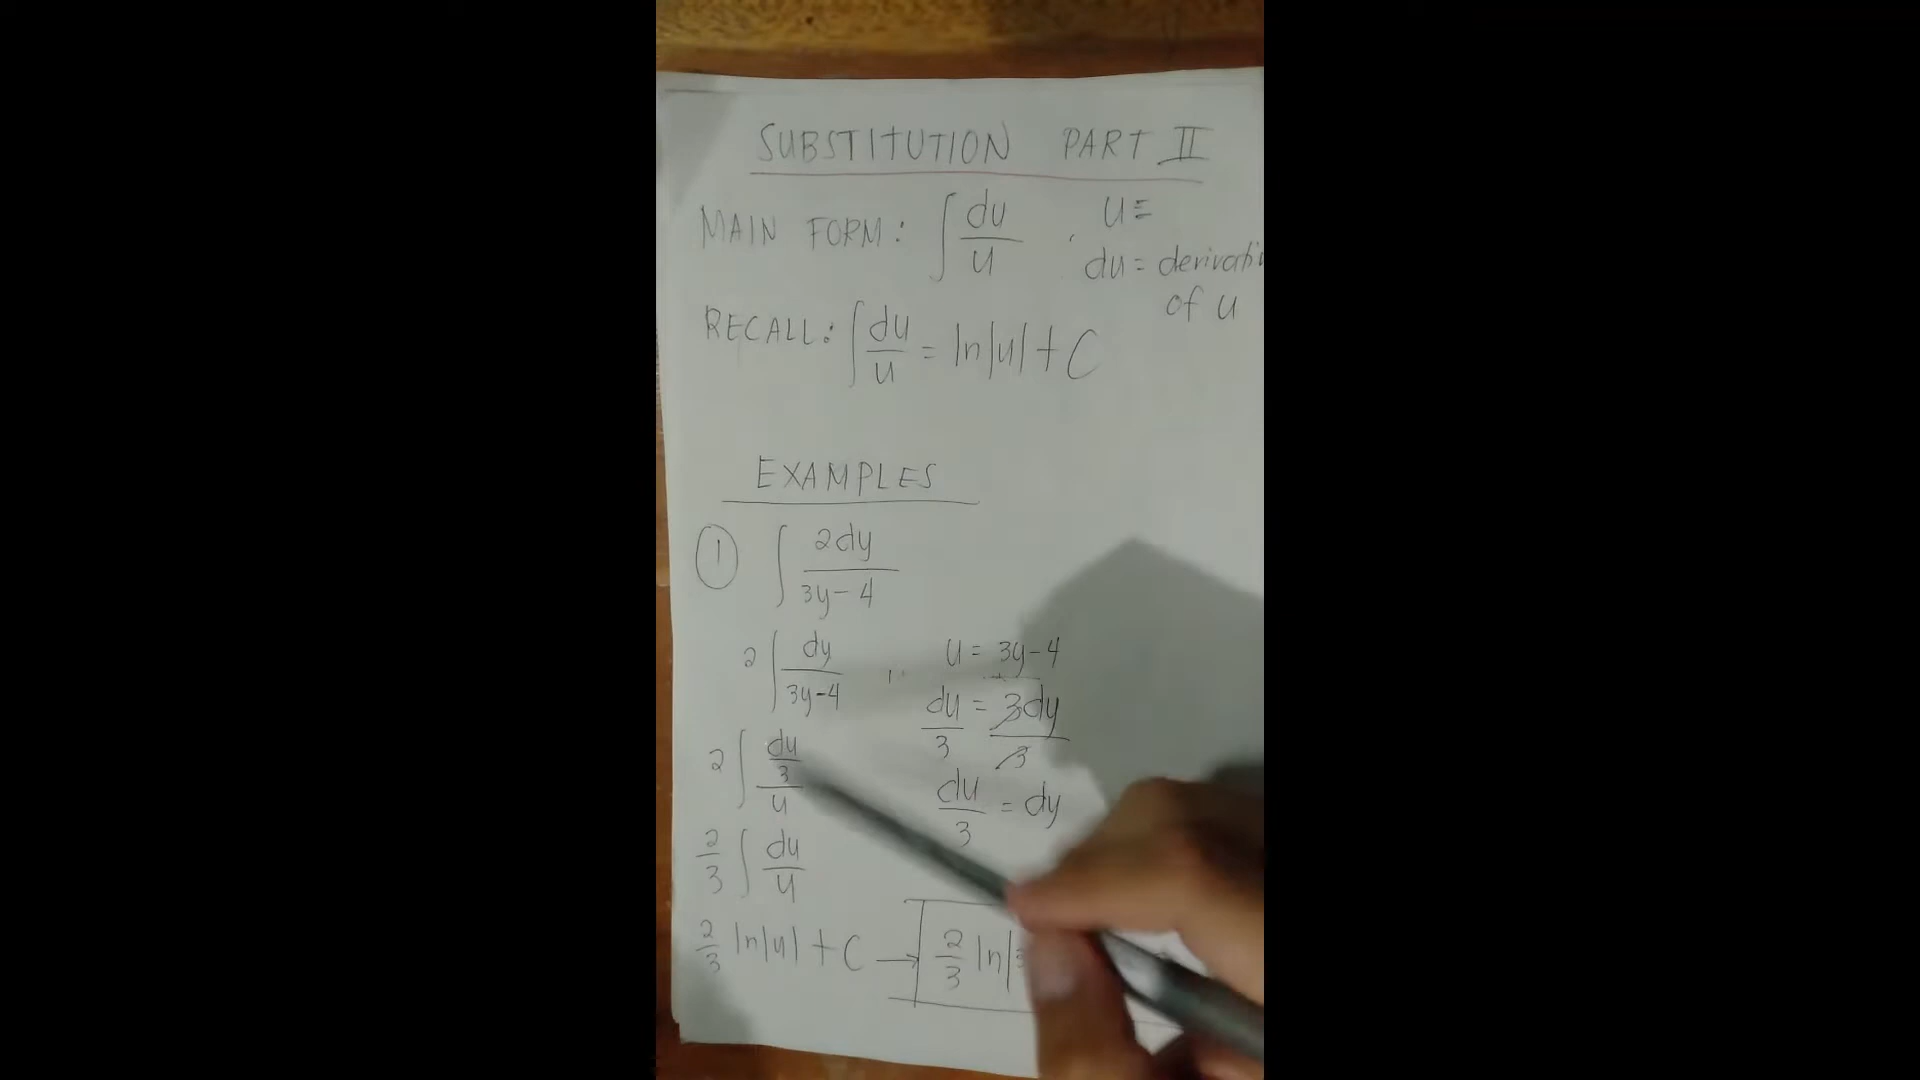 SUBSTITUTION PART II
MAIN FORM: ∫ du/u , u =
du = derivati
of u
RECALL: ∫ du/u = ln|u| + C
EXAMPLES
① ∫ 2dy/3y-4
2 ∫ dy/3y-4
u = 3y-4
du/3 = 3dy/3
2 ∫ du/3/u
du/3 = dy
2/3 ∫ du/u
2/3 ln|u| + C → 2/3 ln|